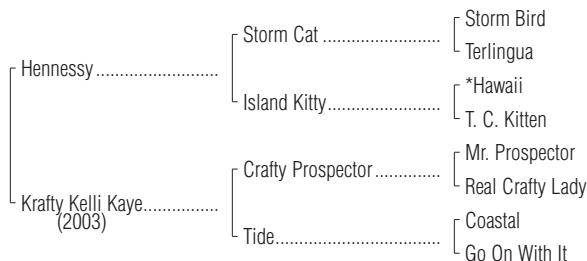 Storm Bird
Storm Cat
Terlingua
Hennessy
*Hawaii
Island Kitty
T. C. Kitten
Mr. Prospector
Crafty Prospector
Real Crafty Lady
Krafty Kelli Kaye
(2003)
Coastal
Tide
Go On With It